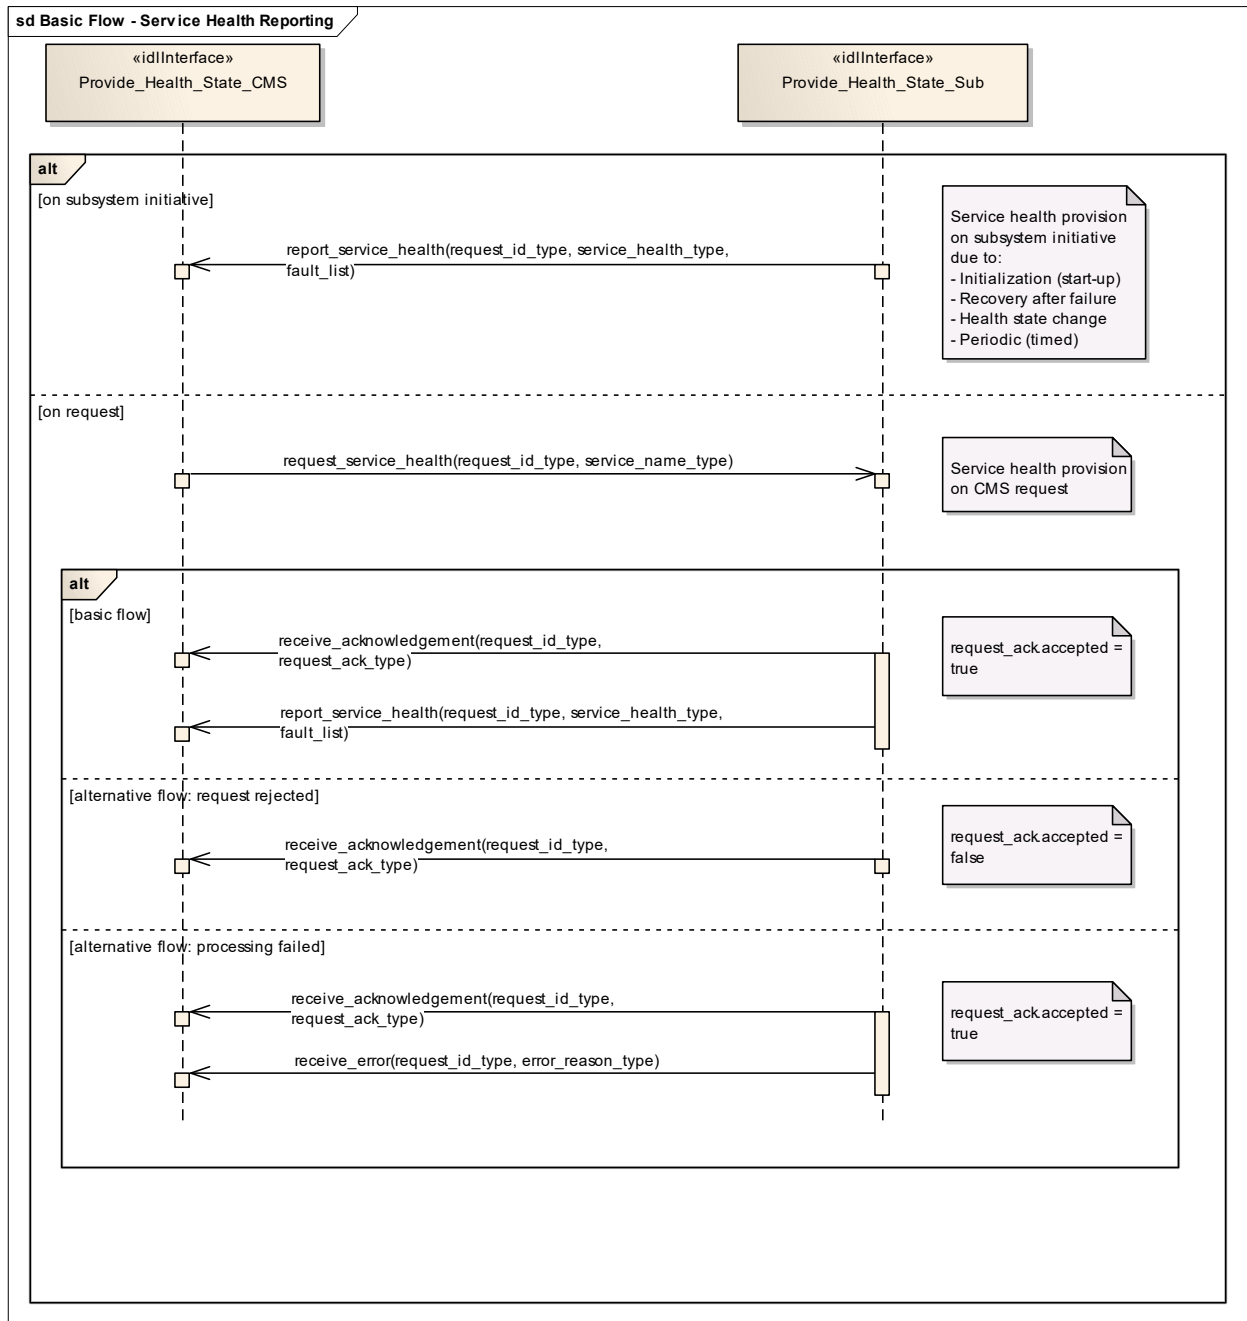 sd Basic Flow - Service Health Reporting
«idlInterface»
Provide_Health_State_CMS
«idlInterface»
Provide_Health_State_Sub
alt
[on subsystem initiative]
report_service_health(request_id_type, service_health_type,
fault_list)
Service health provision
on subsystem initiative
due to:
- Initialization (start-up)
- Recovery after failure
- Health state change
- Periodic (timed)
[on request]
request_service_health(request_id_type, service_name_type)
Service health provision
on CMS request
alt
[basic flow]
receive_acknowledgement(request_id_type,
request_ack_type)
request_ack.accepted =
true
report_service_health(request_id_type, service_health_type,
fault_list)
[alternative flow: request rejected]
receive_acknowledgement(request_id_type,
request_ack_type)
request_ack.accepted =
false
[alternative flow: processing failed]
receive_acknowledgement(request_id_type,
request_ack_type)
request_ack.accepted =
true
receive_error(request_id_type, error_reason_type)